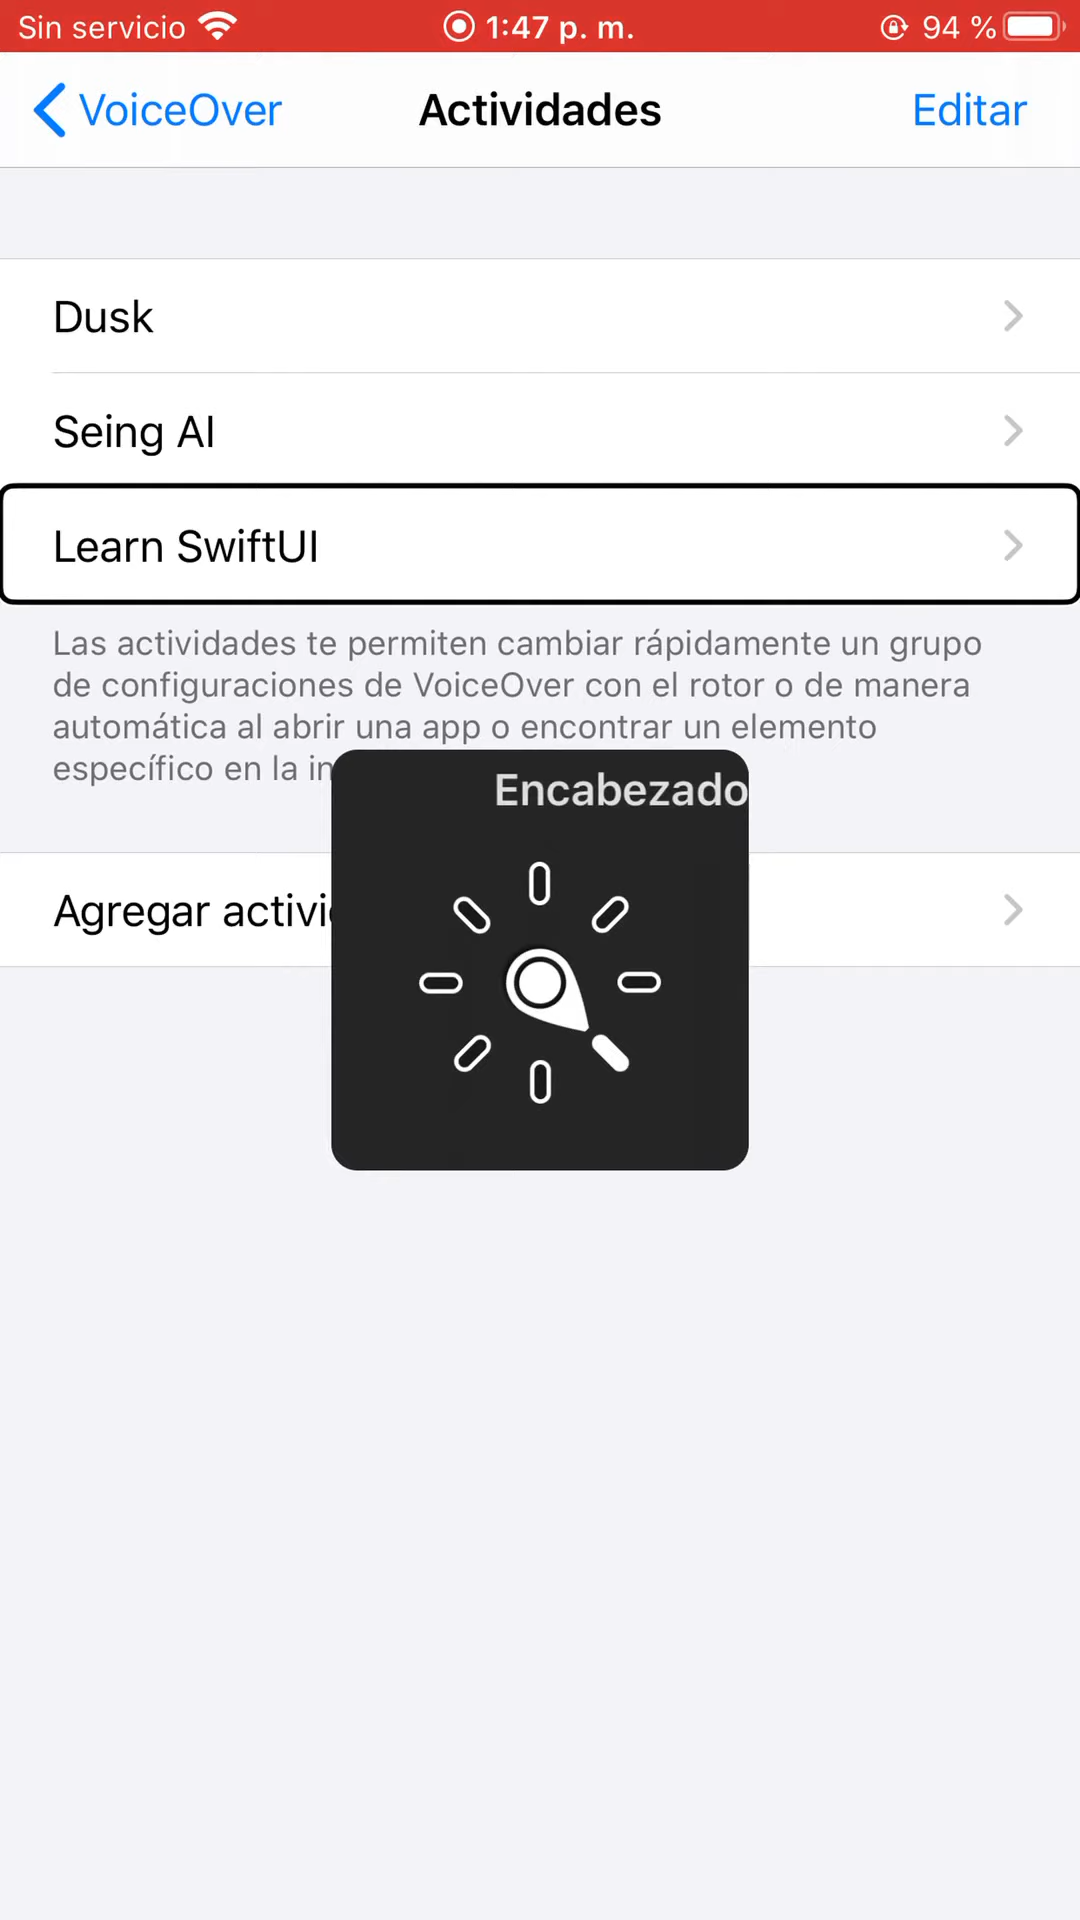 Sin servicio 1:47 p. m. 94 %
VoiceOver Actividades Editar
Dusk
Seing AI
Learn SwiftUI
Las actividades te permiten cambiar rápidamente un grupo
de configuraciones de VoiceOver con el rotor o de manera
automática al abrir una app o encontrar un elemento
específico en la in
Encabezado
Agregar activi